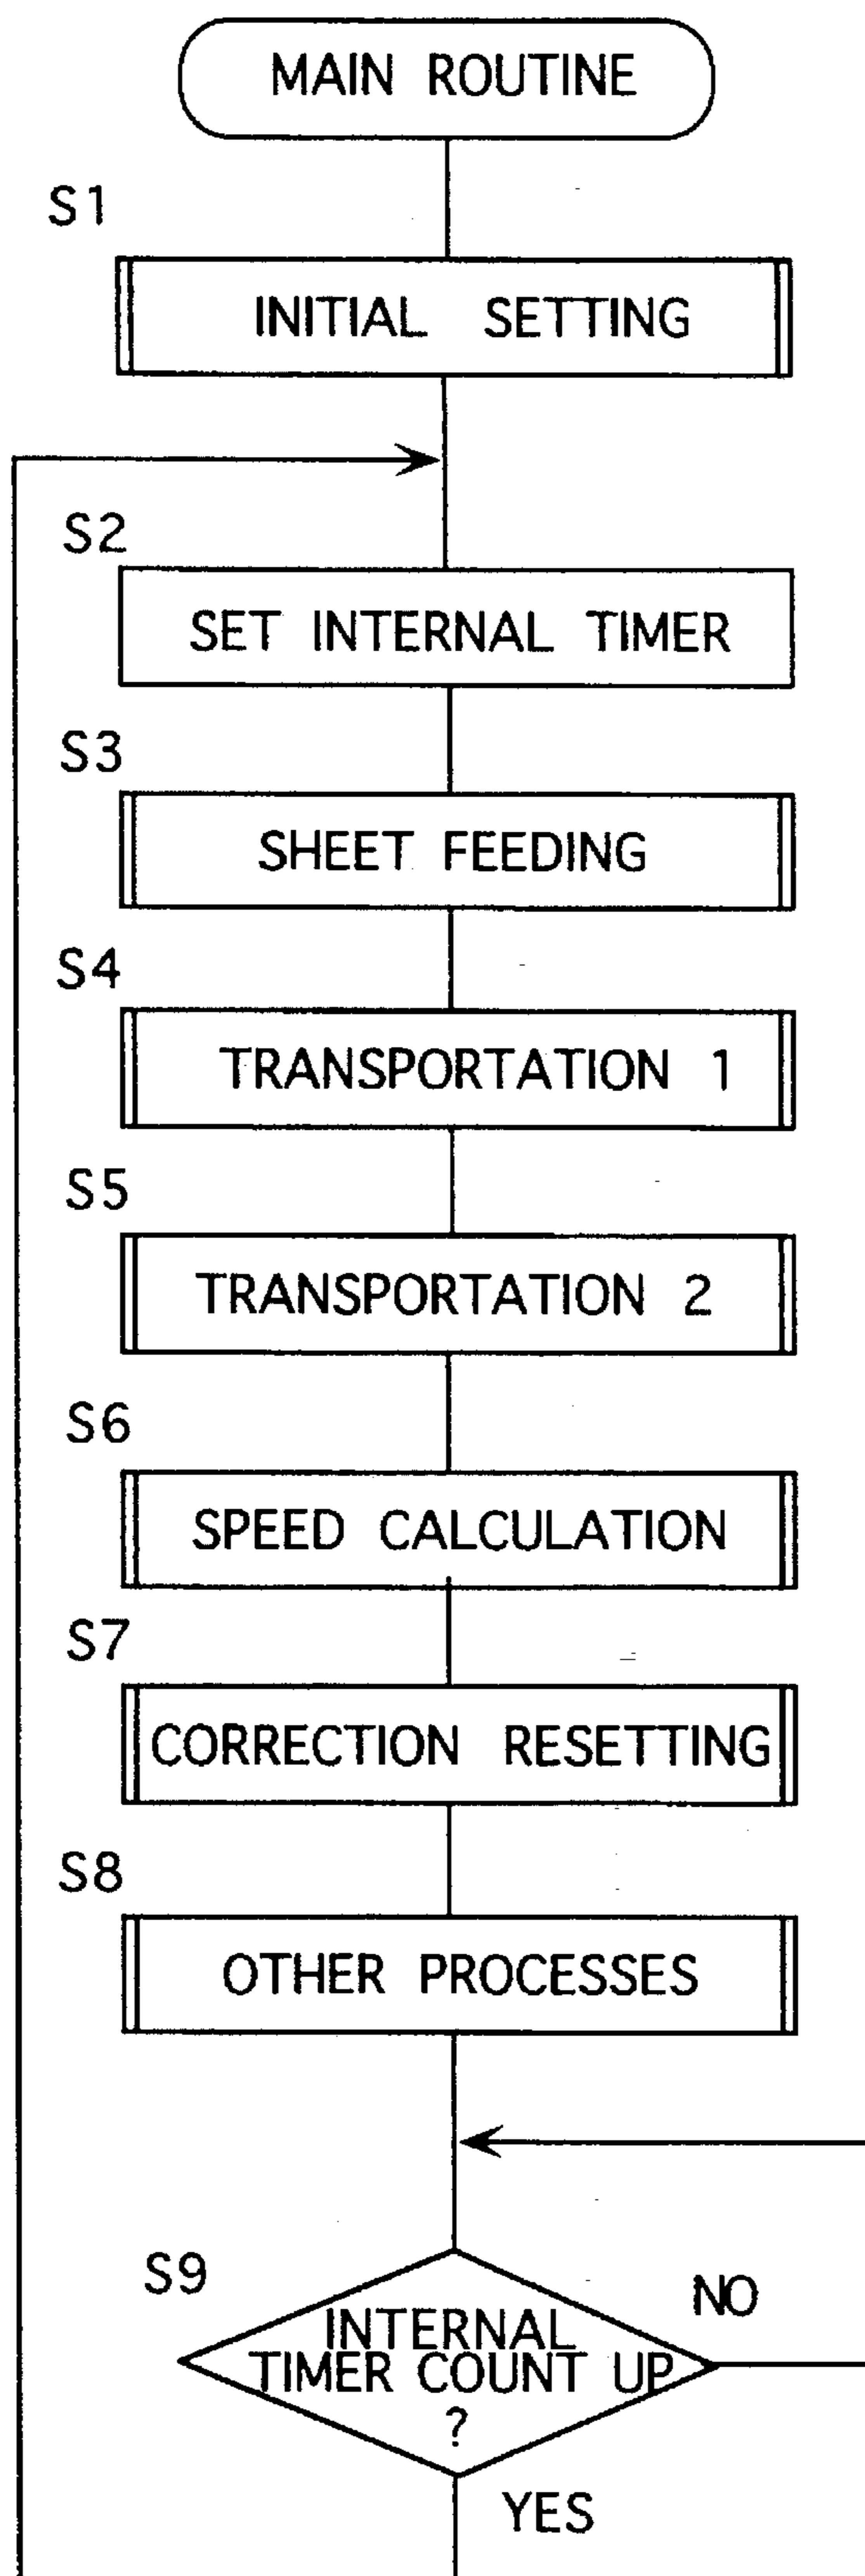 MAIN ROUTINE
S1
INITIAL SETTING
S2
SET INTERNAL TIMER
S3
SHEET FEEDING
S4
TRANSPORTATION 1
S5
TRANSPORTATION 2
S6
SPEED CALCULATION
S7
CORRECTION RESETTING
S8
OTHER PROCESSES
S9
NO
INTERNAL
TIMER COUNT UP
?
YES